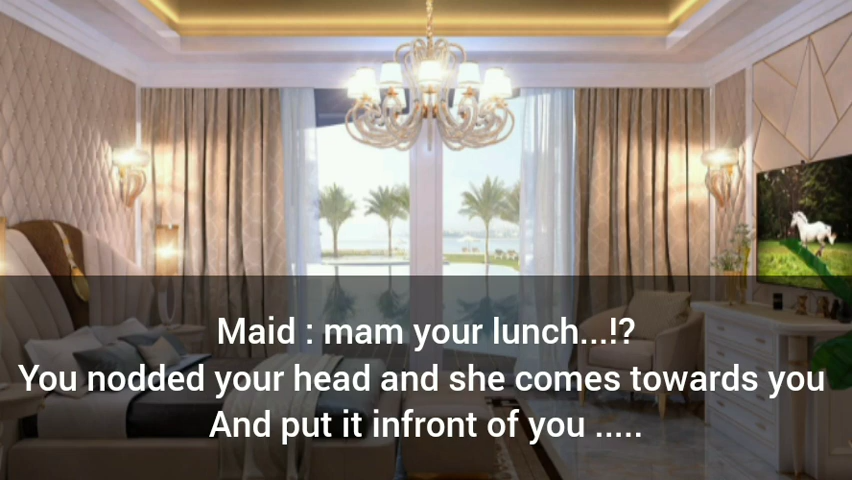 Maid : mam your lunch...!?
You nodded your head and she comes towards you
And put it infront of you .....